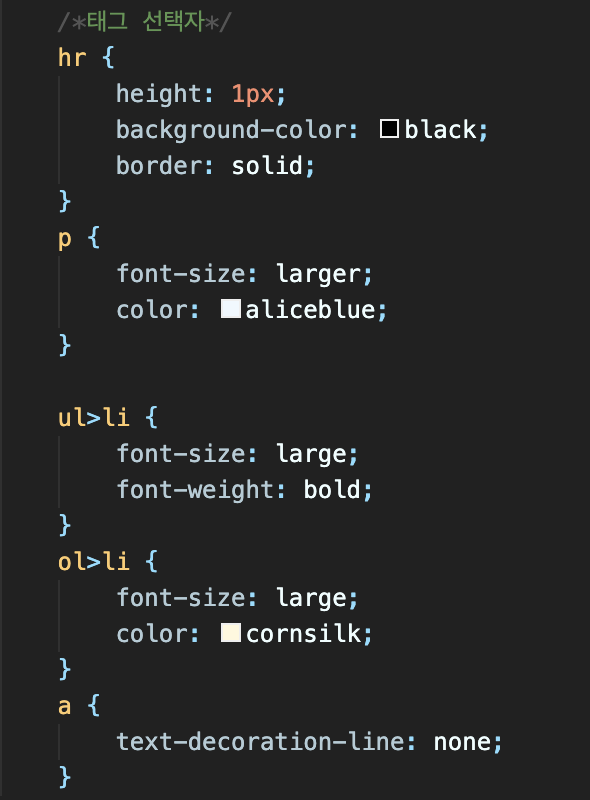 /*태그 선택자*/
hr {
    height: 1px;
    background-color: black;
    border: solid;
}
p {
    font-size: larger;
    color: aliceblue;
}

ul>li {
    font-size: large;
    font-weight: bold;
}
ol>li {
    font-size: large;
    color: cornsilk;
}
a {
    text-decoration-line: none;
}